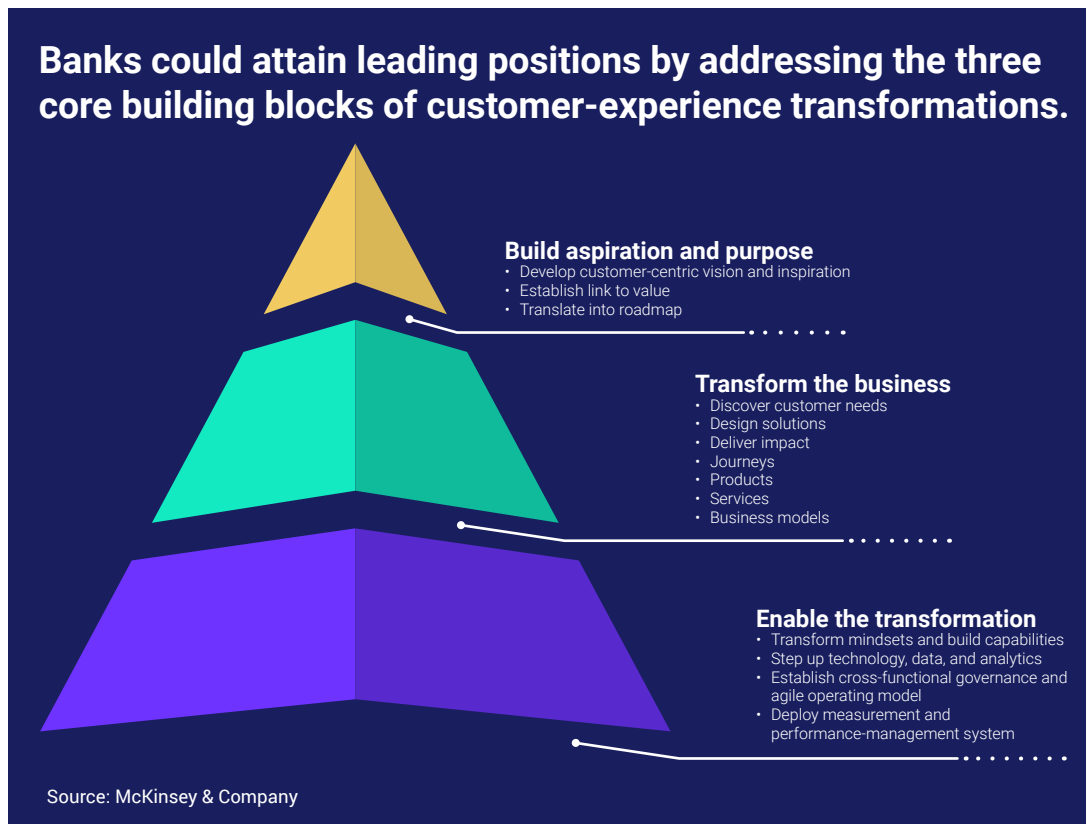 Banks could attain leading positions by addressing the three
core building blocks of customer-experience transformations.
Build aspiration and purpose
• Develop customer-centric vision and inspiration
• Establish link to value
• Translate into roadmap
Transform the business
• Discover customer needs
• Design solutions
• Deliver impact
• Journeys
• Products
• Services
• Business models
Enable the transformation
• Transform mindsets and build capabilities
• Step up technology, data, and analytics
• Establish cross-functional governance and
agile operating model
• Deploy measurement and
performance-management system
Source: McKinsey & Company